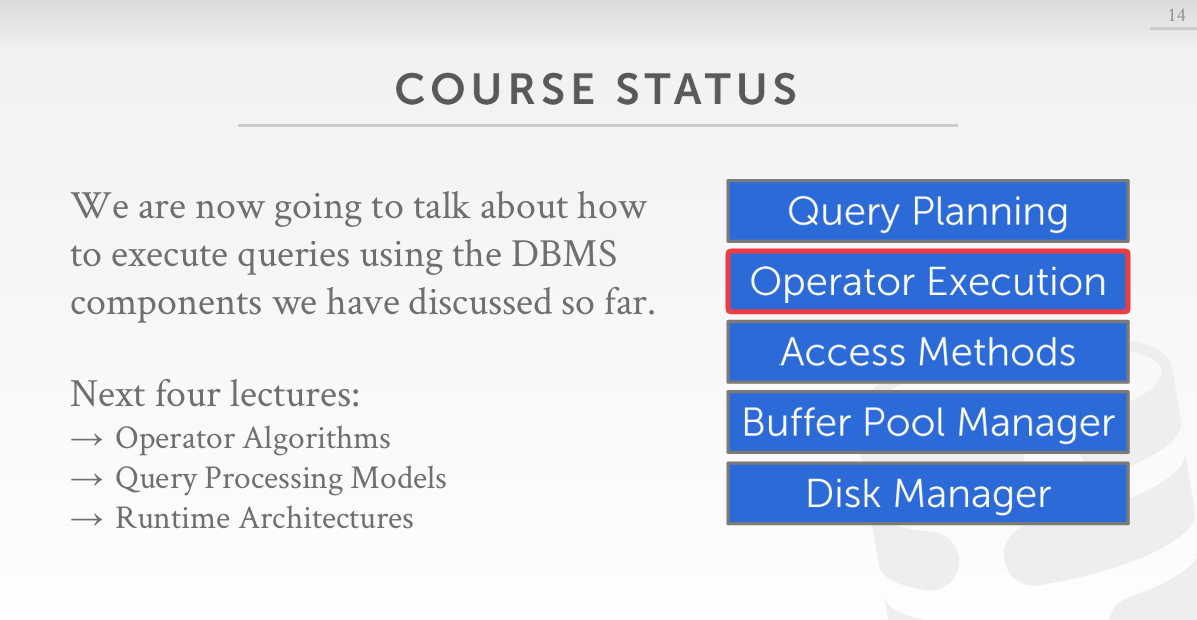 14
COURSE STATUS
We are now going to talk about how
to execute queries using the DBMS
components we have discussed so far.
Next four lectures:
→ Operator Algorithms
→ Query Processing Models
→ Runtime Architectures
Query Planning
Operator Execution
Access Methods
Buffer Pool Manager
Disk Manager